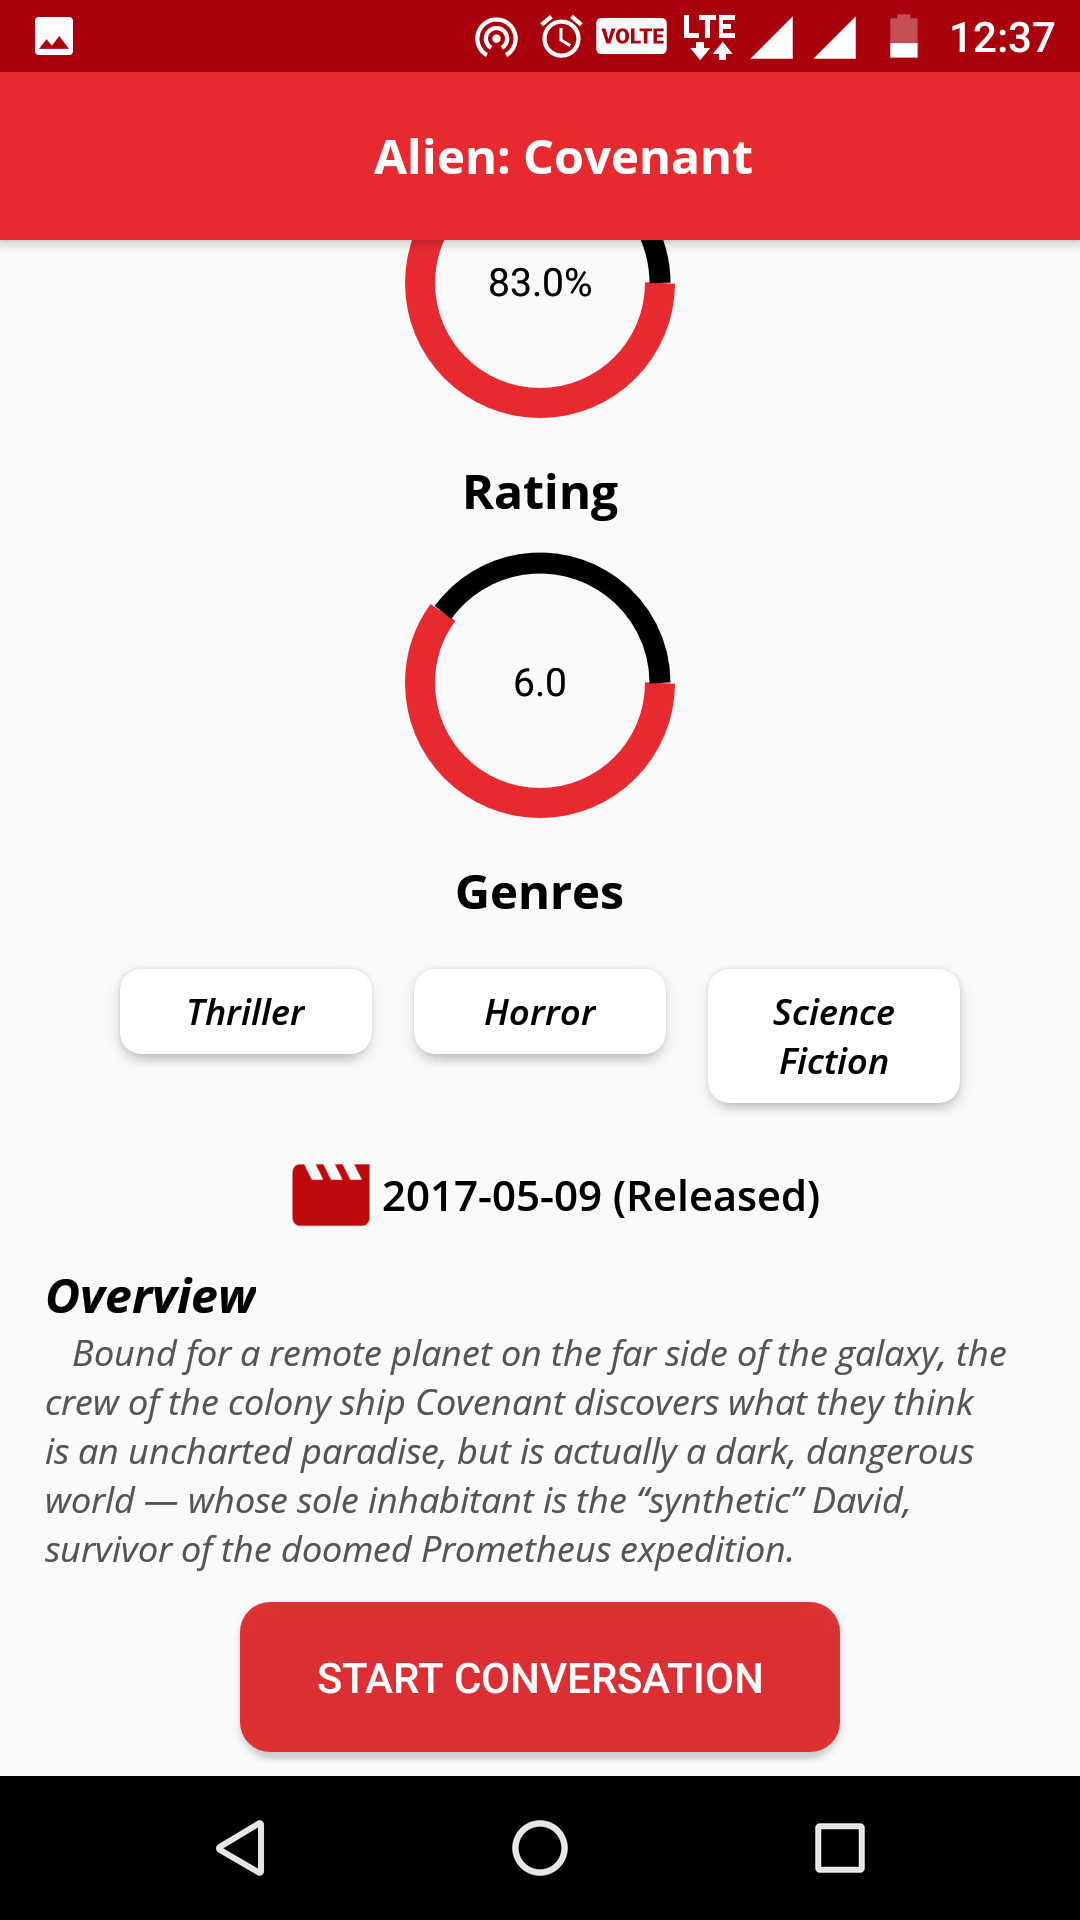 VOLTE LTE 12:37
Alien: Covenant
83.0%
Rating
6.0
Genres
Thriller Horror Science
Fiction
2017-05-09 (Released)
Overview
Bound for a remote planet on the far side of the galaxy, the
crew of the colony ship Covenant discovers what they think
is an uncharted paradise, but is actually a dark, dangerous
world — whose sole inhabitant is the “synthetic” David,
survivor of the doomed Prometheus expedition.
START CONVERSATION